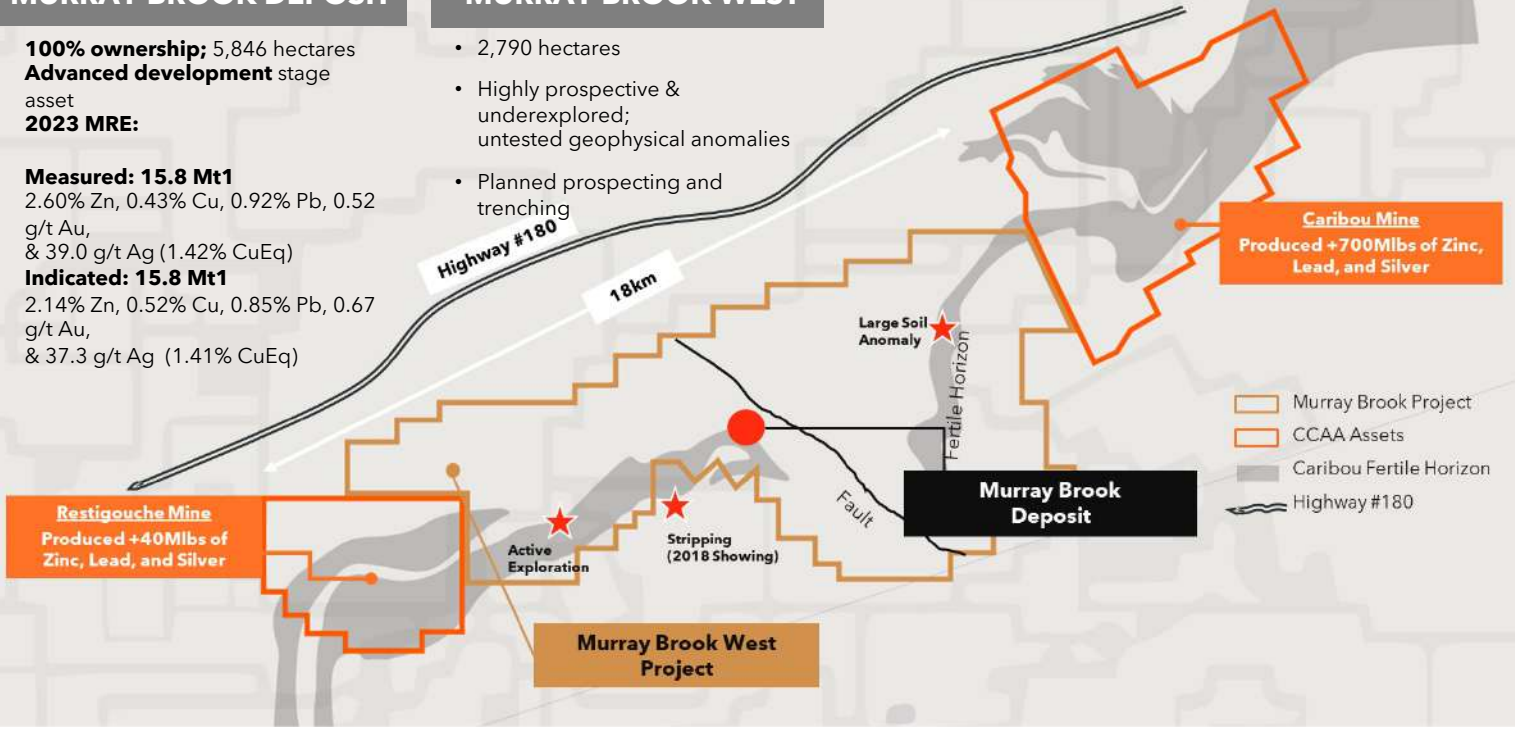 MURRAY BROOK DEPOSIT
100% ownership; 5,846 hectares
Advanced development stage
asset
2023 MRE:
Measured: 15.8 Mt1
2.60% Zn, 0.43% Cu, 0.92% Pb, 0.52
g/t Au,
& 39.0 g/t Ag (1.42% CuEq)
Indicated: 15.8 Mt1
2.14% Zn, 0.52% Cu, 0.85% Pb, 0.67
g/t Au,
& 37.3 g/t Ag (1.41% CuEq)
MURRAY BROOK WEST
• 2,790 hectares
• Highly prospective &
underexplored;
untested geophysical anomalies
• Planned prospecting and
trenching
Highway #180
18km
Caribou Mine
Produced +700Mlbs of Zinc,
Lead, and Silver
Large Soil
Anomaly
Fertile Horizon
Murray Brook Project
CCAA Assets
Caribou Fertile Horizon
Highway #180
Murray Brook
Deposit
Fault
Restigouche Mine
Produced +40Mlbs of
Zinc, Lead, and Silver
Active
Exploration
Stripping
(2018 Showing)
Murray Brook West
Project